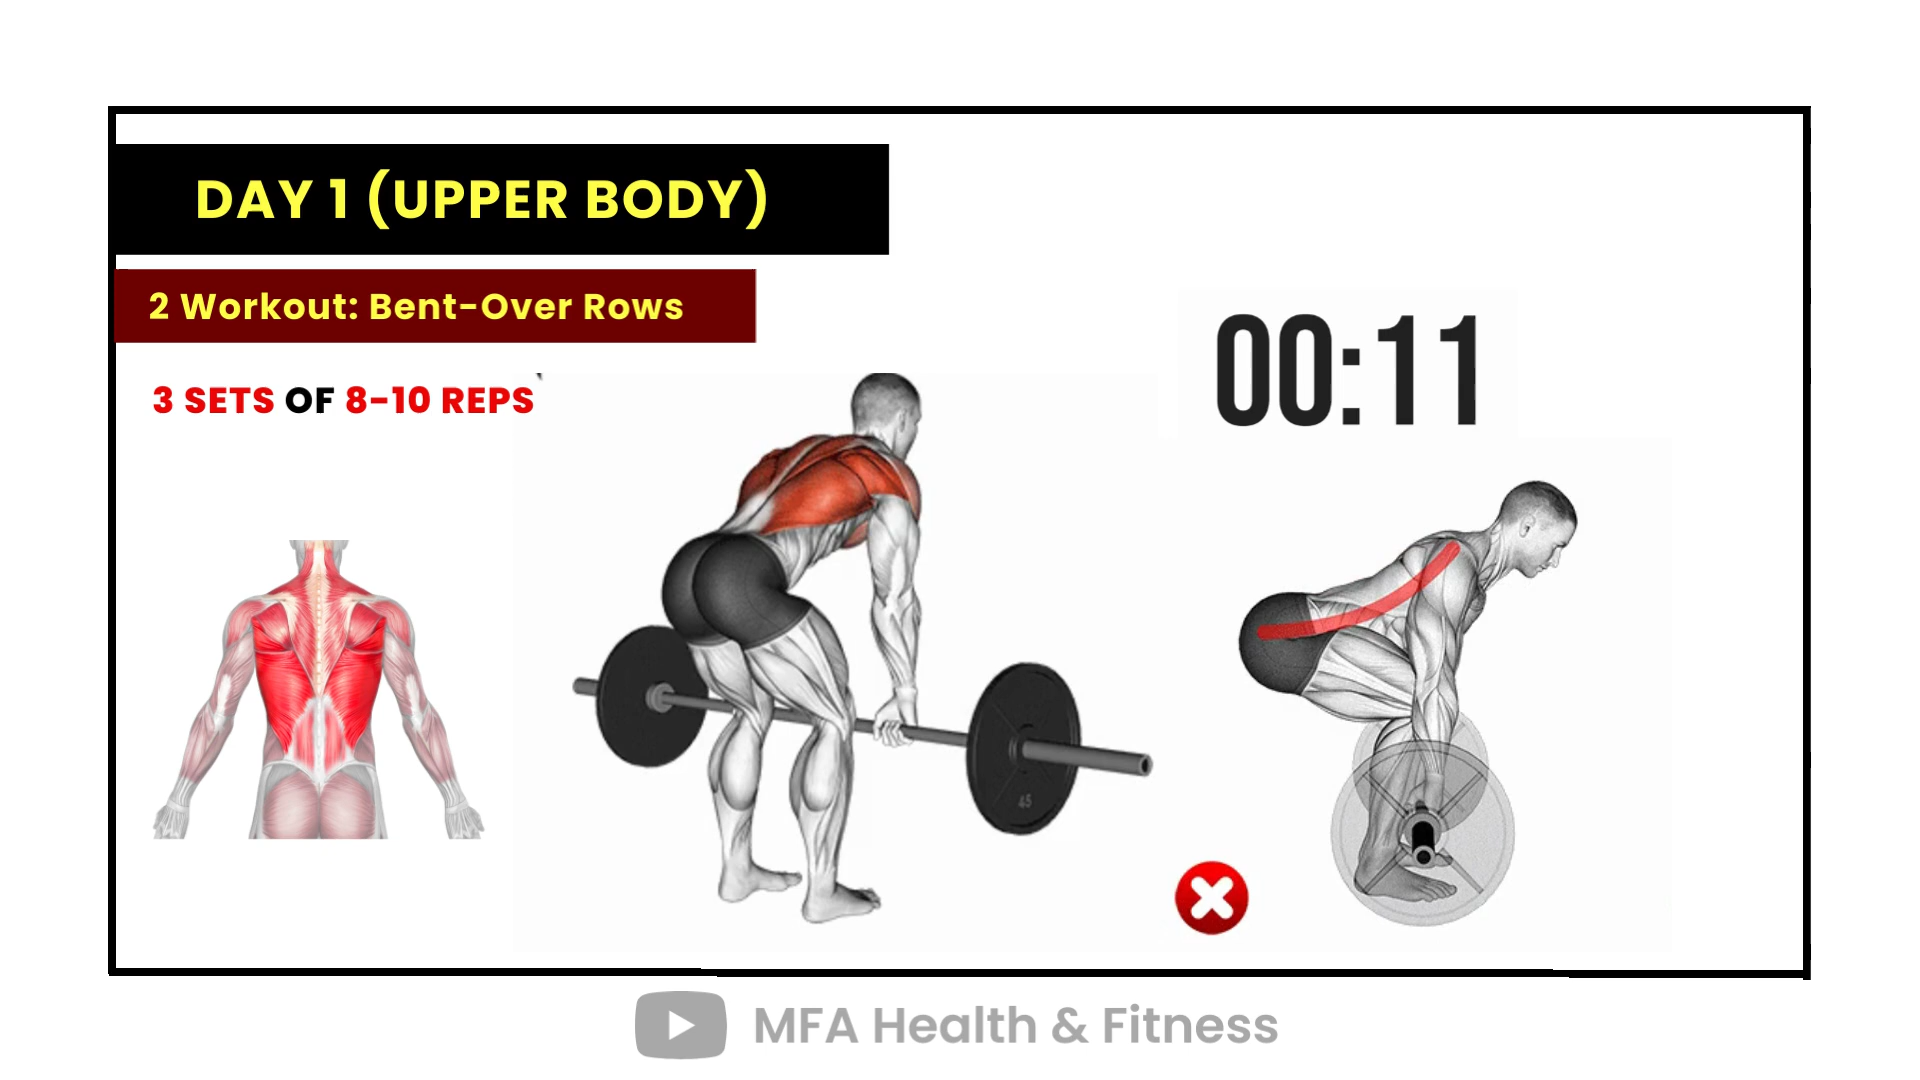 DAY 1 (UPPER BODY)
2 Workout: Bent-Over Rows
3 SETS OF 8-10 REPS
00:11
45
MFA Health & Fitness